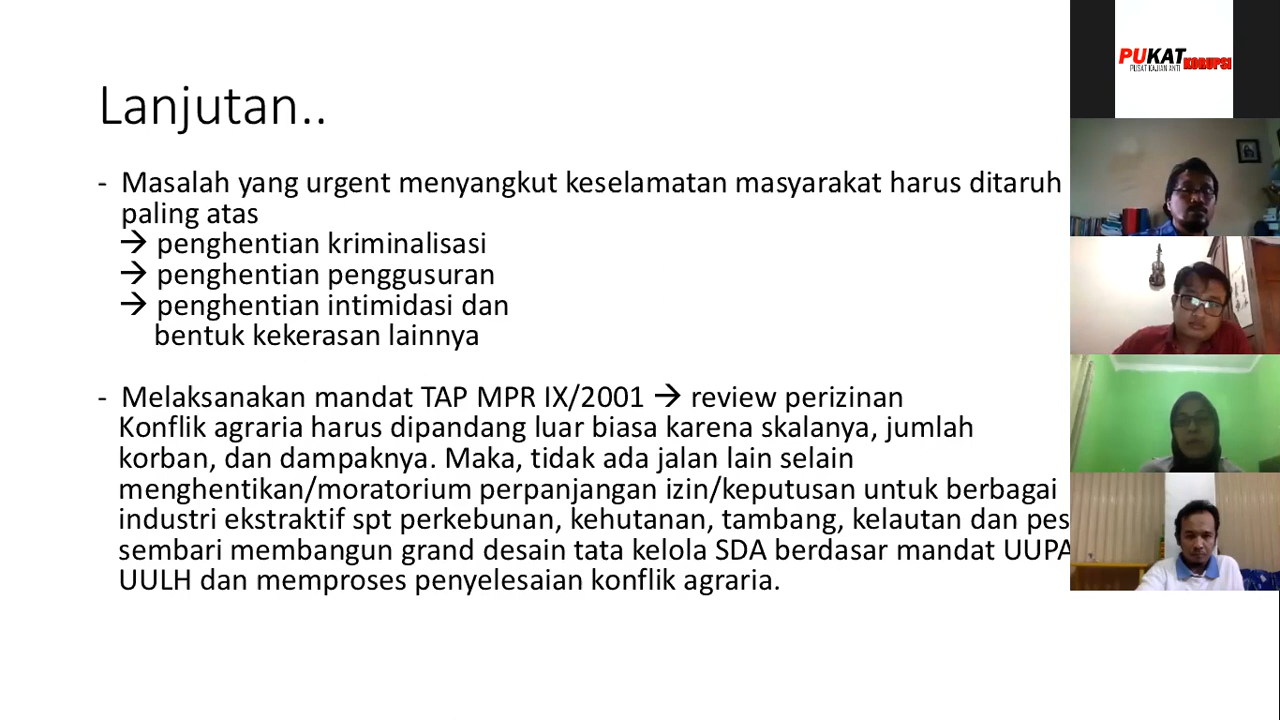 Lanjutan..
- Masalah yang urgent menyangkut keselamatan masyarakat harus ditaruh
paling atas
→ penghentian kriminalisasi
→ penghentian penggusuran
→ penghentian intimidasi dan
bentuk kekerasan lainnya
- Melaksanakan mandat TAP MPR IX/2001 → review perizinan
Konflik agraria harus dipandang luar biasa karena skalanya, jumlah
korban, dan dampaknya. Maka, tidak ada jalan lain selain
menghentikan/moratorium perpanjangan izin/keputusan untuk berbagai
industri ekstraktif spt perkebunan, kehutanan, tambang, kelautan dan
sembari membangun grand desain tata kelola SDA berdasar mandat UUPA
UULH dan memproses penyelesaian konflik agraria.
PUKAT
PUSAT KAJIAN ANTI KORUPSI